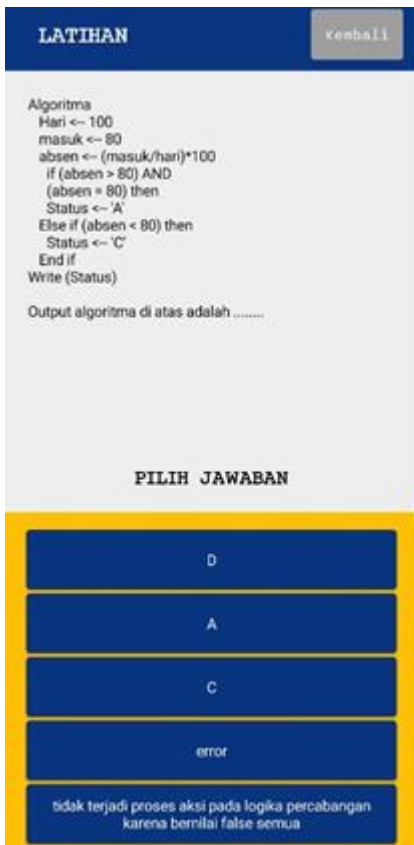 LATIHAN
Kembali
Algoritma
Hari <-- 100
masuk <-- 80
absen <-- (masuk/hari)*100
if (absen > 80) AND
(absen = 80) then
Status <-- 'A'
Else if (absen < 80) then
Status <-- 'C'
End if
Write (Status)
Output algoritma di atas adalah ........
PILIH JAWABAN
D
A
C
error
tidak terjadi proses aksi pada logika percabangan
karena bernilai false semua